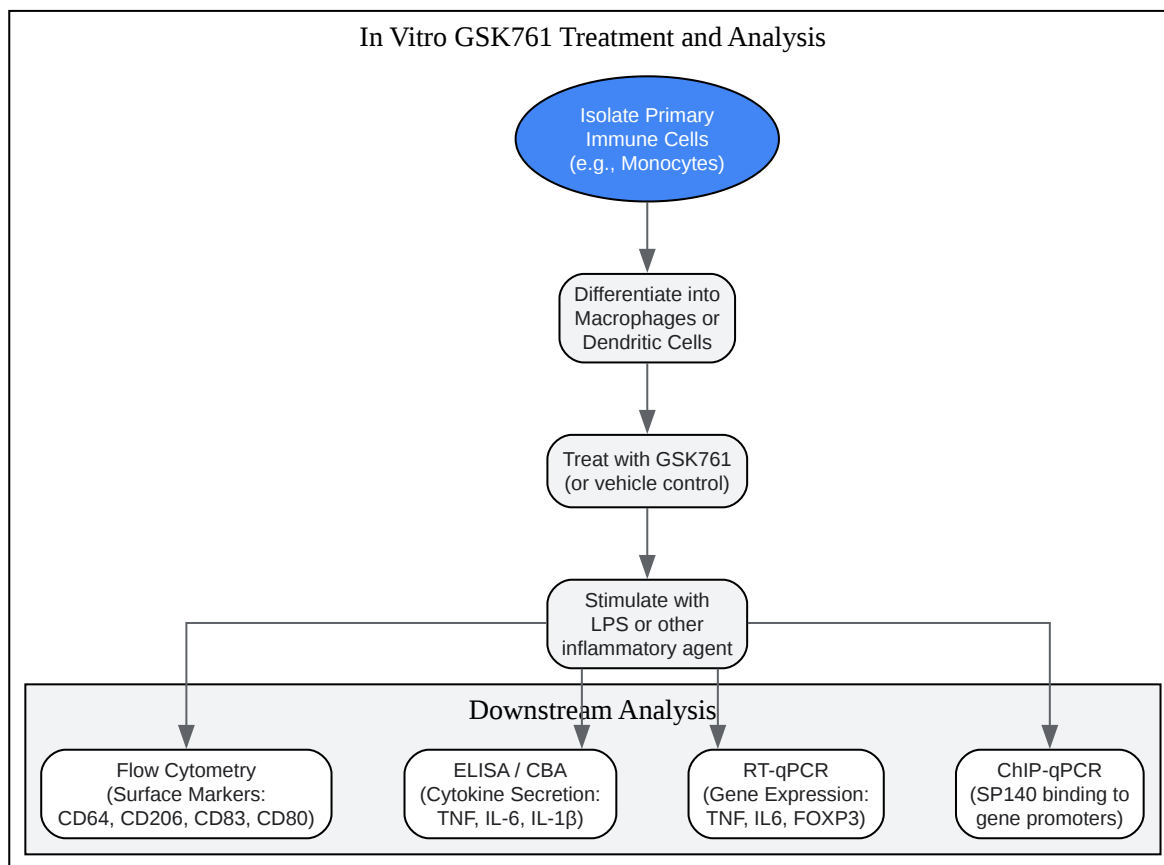 In Vitro GSK761 Treatment and Analysis
Isolate Primary
Immune Cells
(e.g., Monocytes)
Differentiate into
Macrophages or
Dendritic Cells
Treat with GSK761
(or vehicle control)
Stimulate with
LPS or other
inflammatory agent
Downstream Analysis
Flow Cytometry
(Surface Markers:
CD64, CD206, CD83, CD80)
ELISA / CBA
(Cytokine Secretion:
TNF, IL-6, IL-1β)
RT-qPCR
(Gene Expression:
TNF, IL6, FOXP3)
ChIP-qPCR
(SP140 binding to
gene promoters)